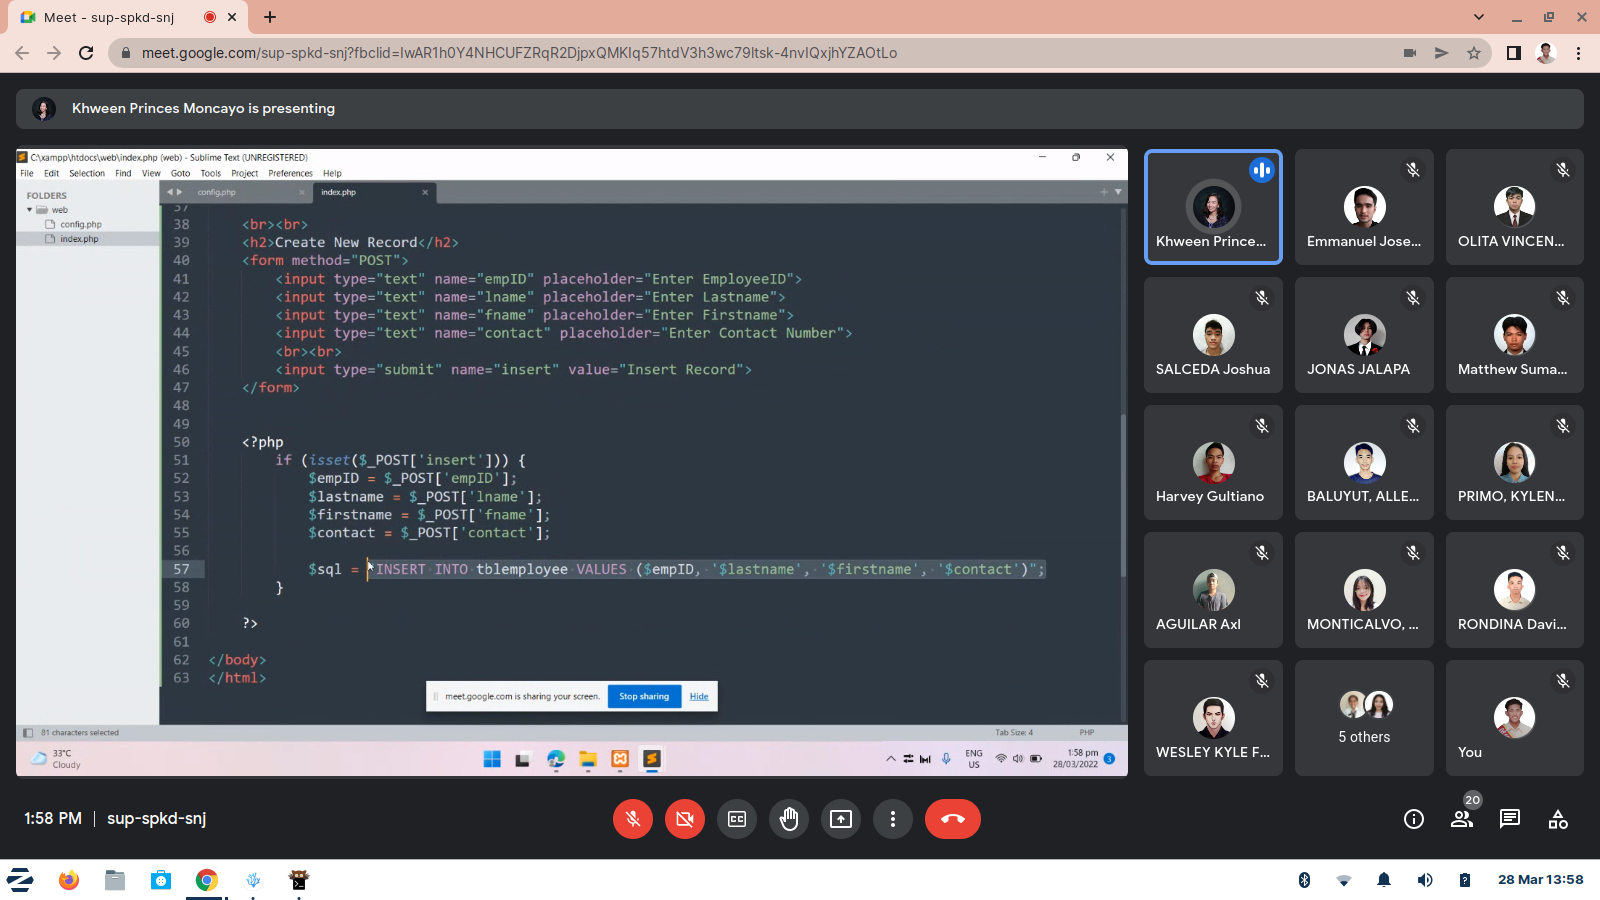 Meet - sup-spkd-snj
meet.google.com/sup-spkd-snj?fbclid=IwAR1h0Y4NHCUFZRqR2DjpxQMKIq57htdV3h3wc79ltsk-4nvIQxjhYZAOtLo
Khween Princes Moncayo is presenting
C:\xampp\htdocs\web\index.php (web) - Sublime Text (UNREGISTERED)
File Edit Selection Find View Goto Tools Project Preferences Help
FOLDERS
web
config.php
index.php
config.php
index.php
37
38 <br><br>
39 <h2>Create New Record</h2>
40 <form method="POST">
41 <input type="text" name="empID" placeholder="Enter EmployeeID">
42 <input type="text" name="lname" placeholder="Enter Lastname">
43 <input type="text" name="fname" placeholder="Enter Firstname">
44 <input type="text" name="contact" placeholder="Enter Contact Number">
45 <br><br>
46 <input type="submit" name="insert" value="Insert Record">
47 </form>
48
49
50 <?php
51 if (isset($_POST['insert'])) {
52 $empID = $_POST['empID'];
53 $lastname = $_POST['lname'];
54 $firstname = $_POST['fname'];
55 $contact = $_POST['contact'];
56
57 $sql = "INSERT INTO tblemployee VALUES ($empID, '$lastname', '$firstname', '$contact')";
58 }
59
60 ?>
61
62 </body>
63 </html>
meet.google.com is sharing your screen. Stop sharing Hide
81 characters selected
Tab Size: 4
PHP
33°C
Cloudy
ENG
US
1:58 pm
28/03/2022
3
Khween Prince...
Emmanuel Jose...
OLITA VINCEN...
SALCEDA Joshua
JONAS JALAPA
Matthew Suma...
Harvey Gultiano
BALUYUT, ALLE...
PRIMO, KYLEN...
AGUILAR Axl
MONTICALVO, ...
RONDINA Davi...
WESLEY KYLE F...
5 others
You
1:58 PM | sup-spkd-snj
CC
20
28 Mar 13:58